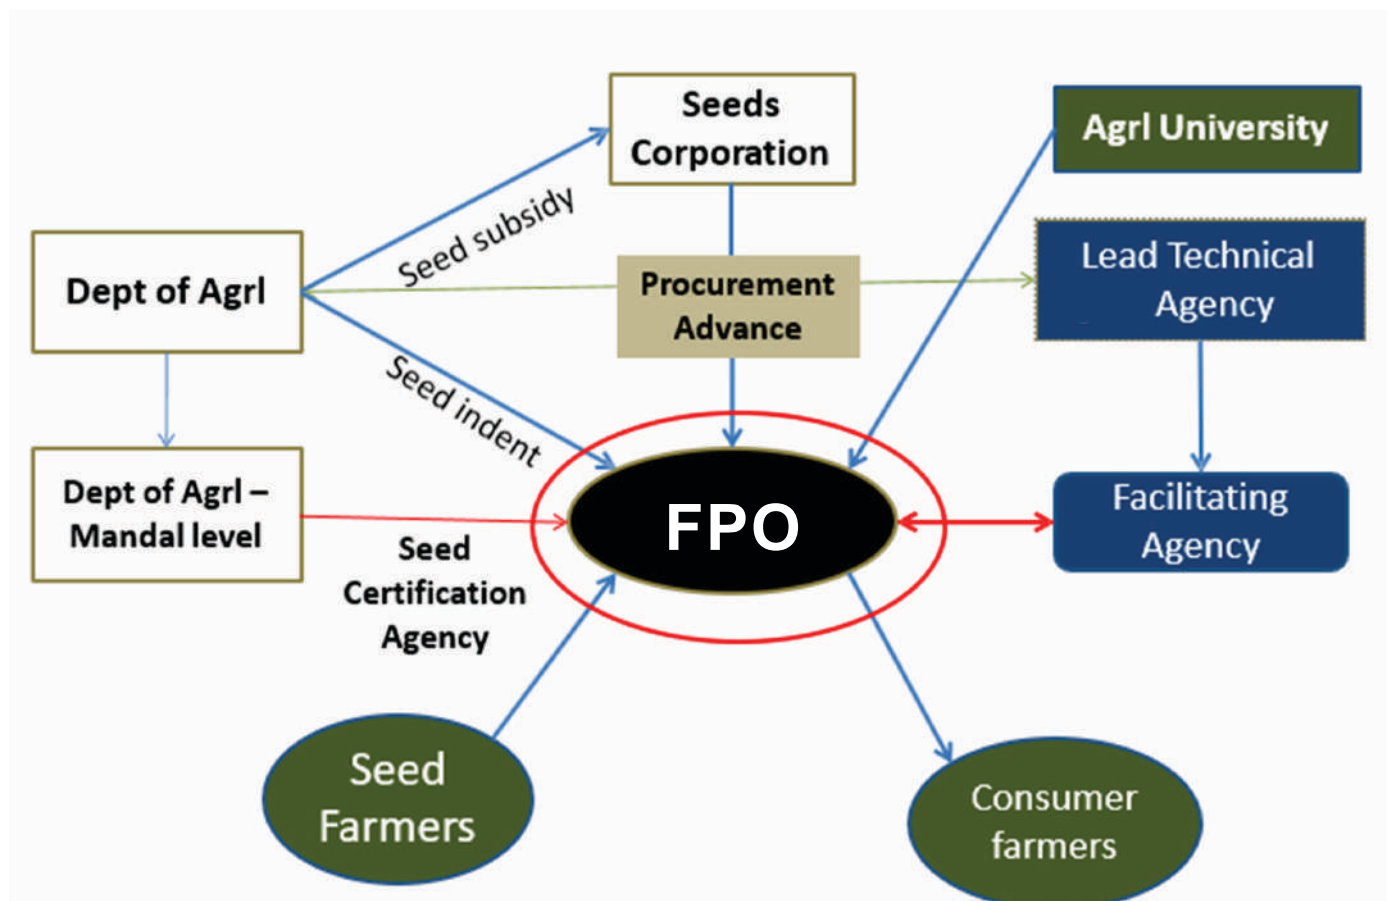 Seeds
Corporation
Agrl University
Seed subsidy
Lead Technical
Agency
Dept of Agrl
Procurement
Advance
Seed indent
Dept of Agrl –
Mandal level
FPO
Facilitating
Agency
Seed
Certification
Agency
Seed
Farmers
Consumer
farmers